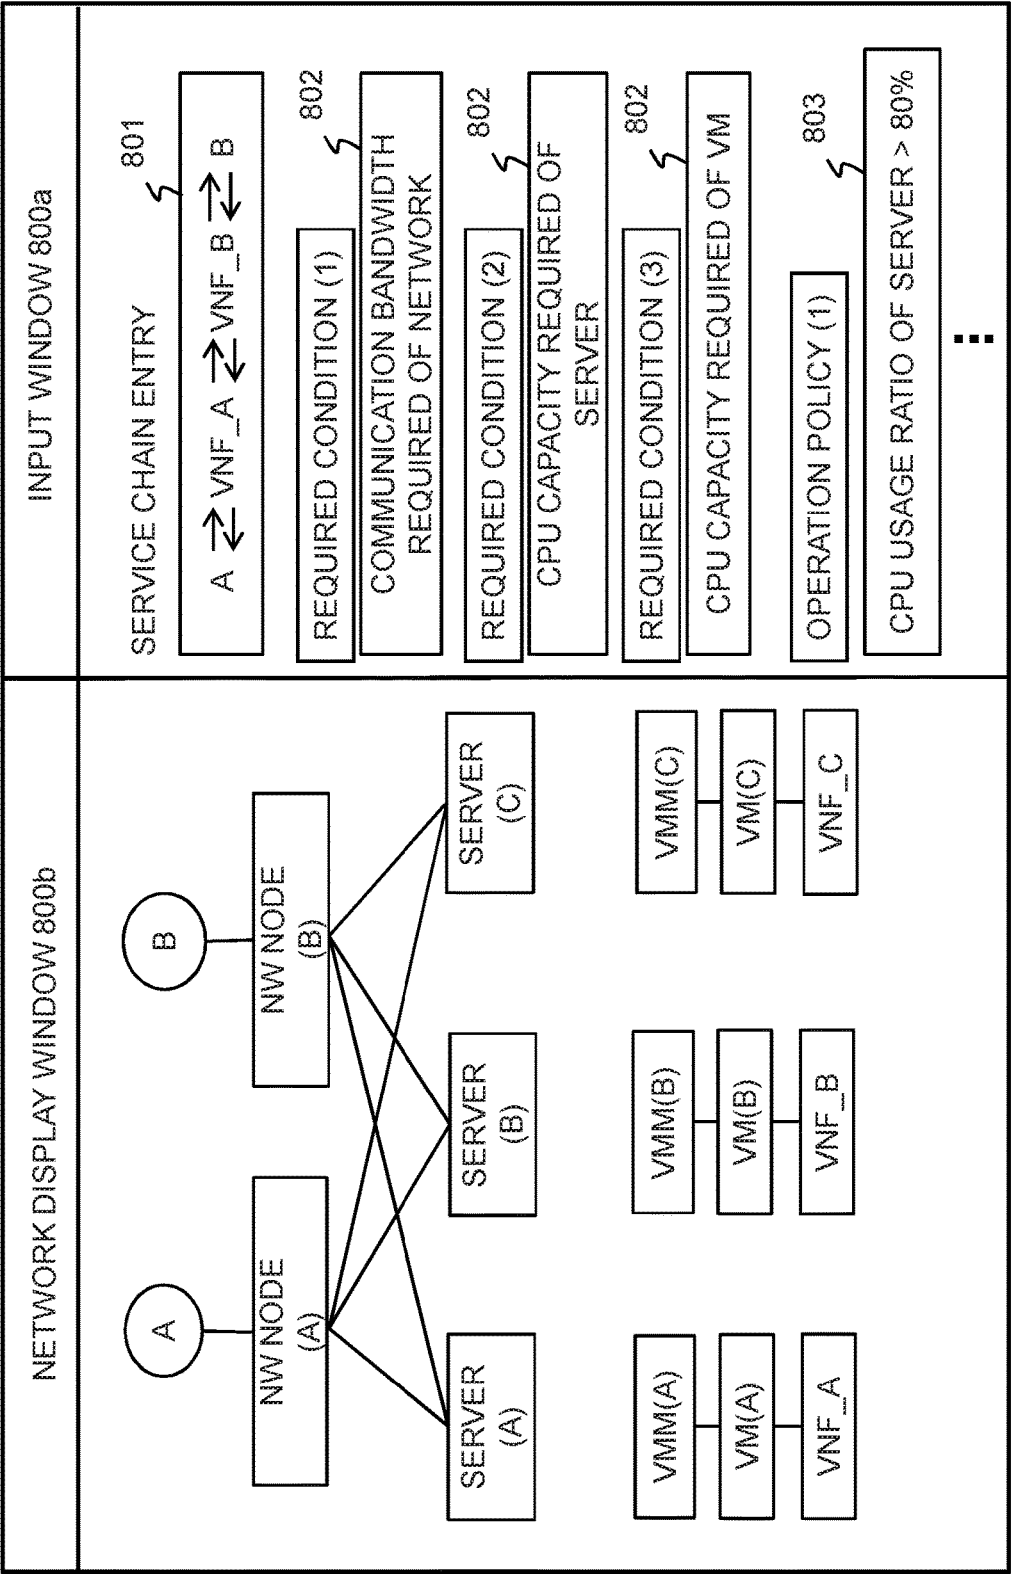 NETWORK DISPLAY WINDOW 800b
A
B
NW NODE
(A)
NW NODE
(B)
SERVER
(A)
SERVER
(B)
SERVER
(C)
VMM(A)
VM(A)
VNF_A
VMM(B)
VM(B)
VNF_B
VMM(C)
VM(C)
VNF_C
INPUT WINDOW 800a
SERVICE CHAIN ENTRY
801
A ⇄ VNF_A ⇄ VNF_B ⇄ B
REQUIRED CONDITION (1)
802
COMMUNICATION BANDWIDTH
REQUIRED OF NETWORK
REQUIRED CONDITION (2)
802
CPU CAPACITY REQUIRED OF
SERVER
REQUIRED CONDITION (3)
802
CPU CAPACITY REQUIRED OF VM
OPERATION POLICY (1)
803
CPU USAGE RATIO OF SERVER > 80%
...